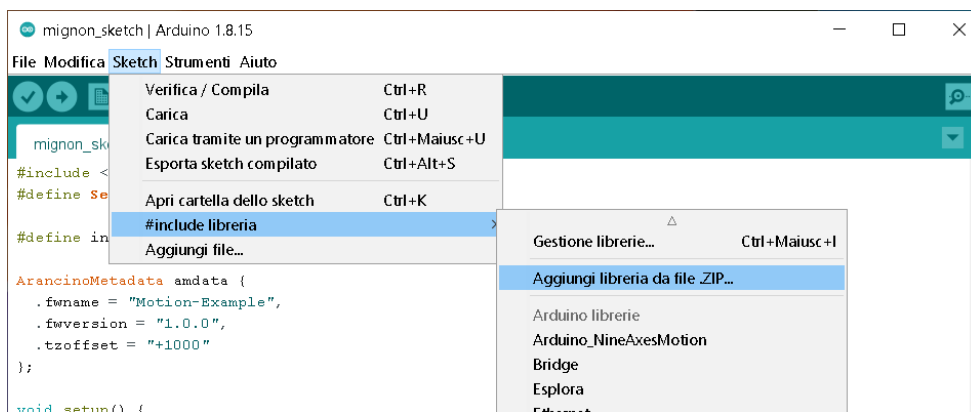 mignon_sketch | Arduino 1.8.15
File Modifica Sketch Strumenti Aiuto
Verifica / Compila Ctrl+R
Carica Ctrl+U
Carica tramite un programmatore Ctrl+Maiusc+U
Esporta sketch compilato Ctrl+Alt+S
Apri cartella dello sketch Ctrl+K
#include libreria
Aggiungi file...
Gestione librerie... Ctrl+Maiusc+I
Aggiungi libreria da file .ZIP...
Arduino librerie
Arduino_NineAxesMotion
Bridge
Esplora
Ethernet
mignon_sk
#include <
#define Se
#define in
ArancinoMetadata amdata {
.fwname = "Motion-Example",
.fwversion = "1.0.0",
.tzoffset = "+1000"
};
void setup() {